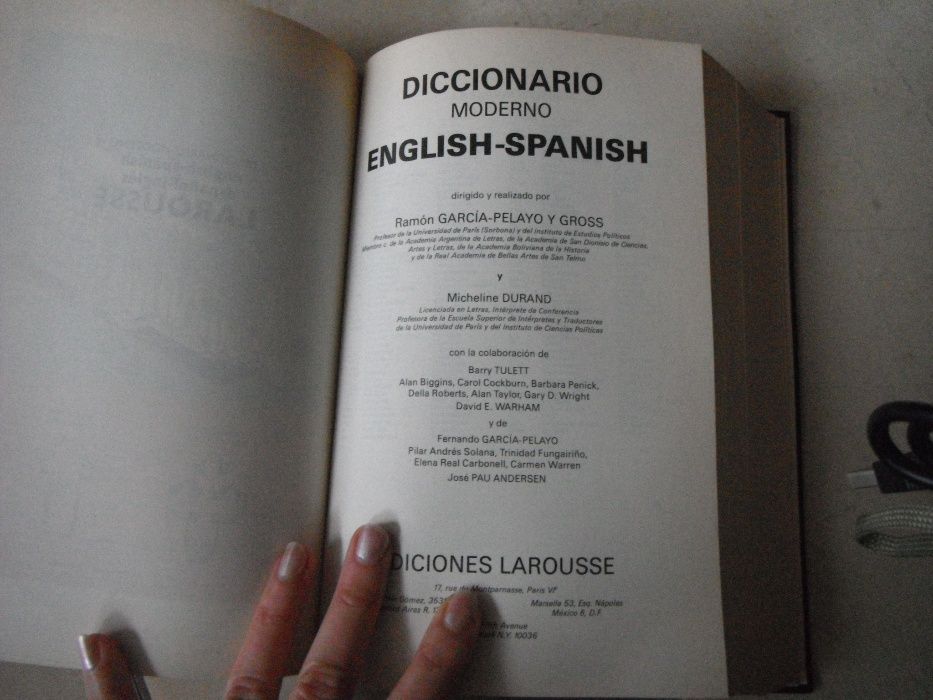 DICCIONARIO
MODERNO
ENGLISH-SPANISH
dirigido y realizado por
Ramón GARCÍA-PELAYO Y GROSS
Profesor de la Universidad de París (Sorbona) y del Instituto de Estudios Políticos
Miembro c. de la Academia Argentina de Letras, de la Academia de San Dionisio de Ciencias,
Artes y Letras, de la Academia Boliviana de la Historia
y de la Real Academia de Bellas Artes de San Telmo
y
Micheline DURAND
Licenciada en Letras, Intérprete de Conferencia
Profesora de la Escuela Superior de Intérpretes y Traductores
de la Universidad de París y del Instituto de Ciencias Políticas
con la colaboración de
Barry TULETT
Alan Biggins, Carol Cockburn, Barbara Penick,
Della Roberts, Alan Taylor, Gary D. Wright
David E. WARHAM
y de
Fernando GARCÍA-PELAYO
Pilar Andrés Solana, Trinidad Fungairiño,
Elena Real Carbonell, Carmen Warren
José PAU ANDERSEN
DICIONES LAROUSSE
17, rue de Montparnasse, Paris VIᵉ
Gómez, Marsella 53, Esq. Nápoles
Aires R. México 6, D.F.
Avenue
N.Y. 10036
LAROUSSE